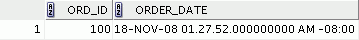 ORD_ID ORDER_DATE
1 100 18-NOV-08 01.27.52.000000000 AM -08:00